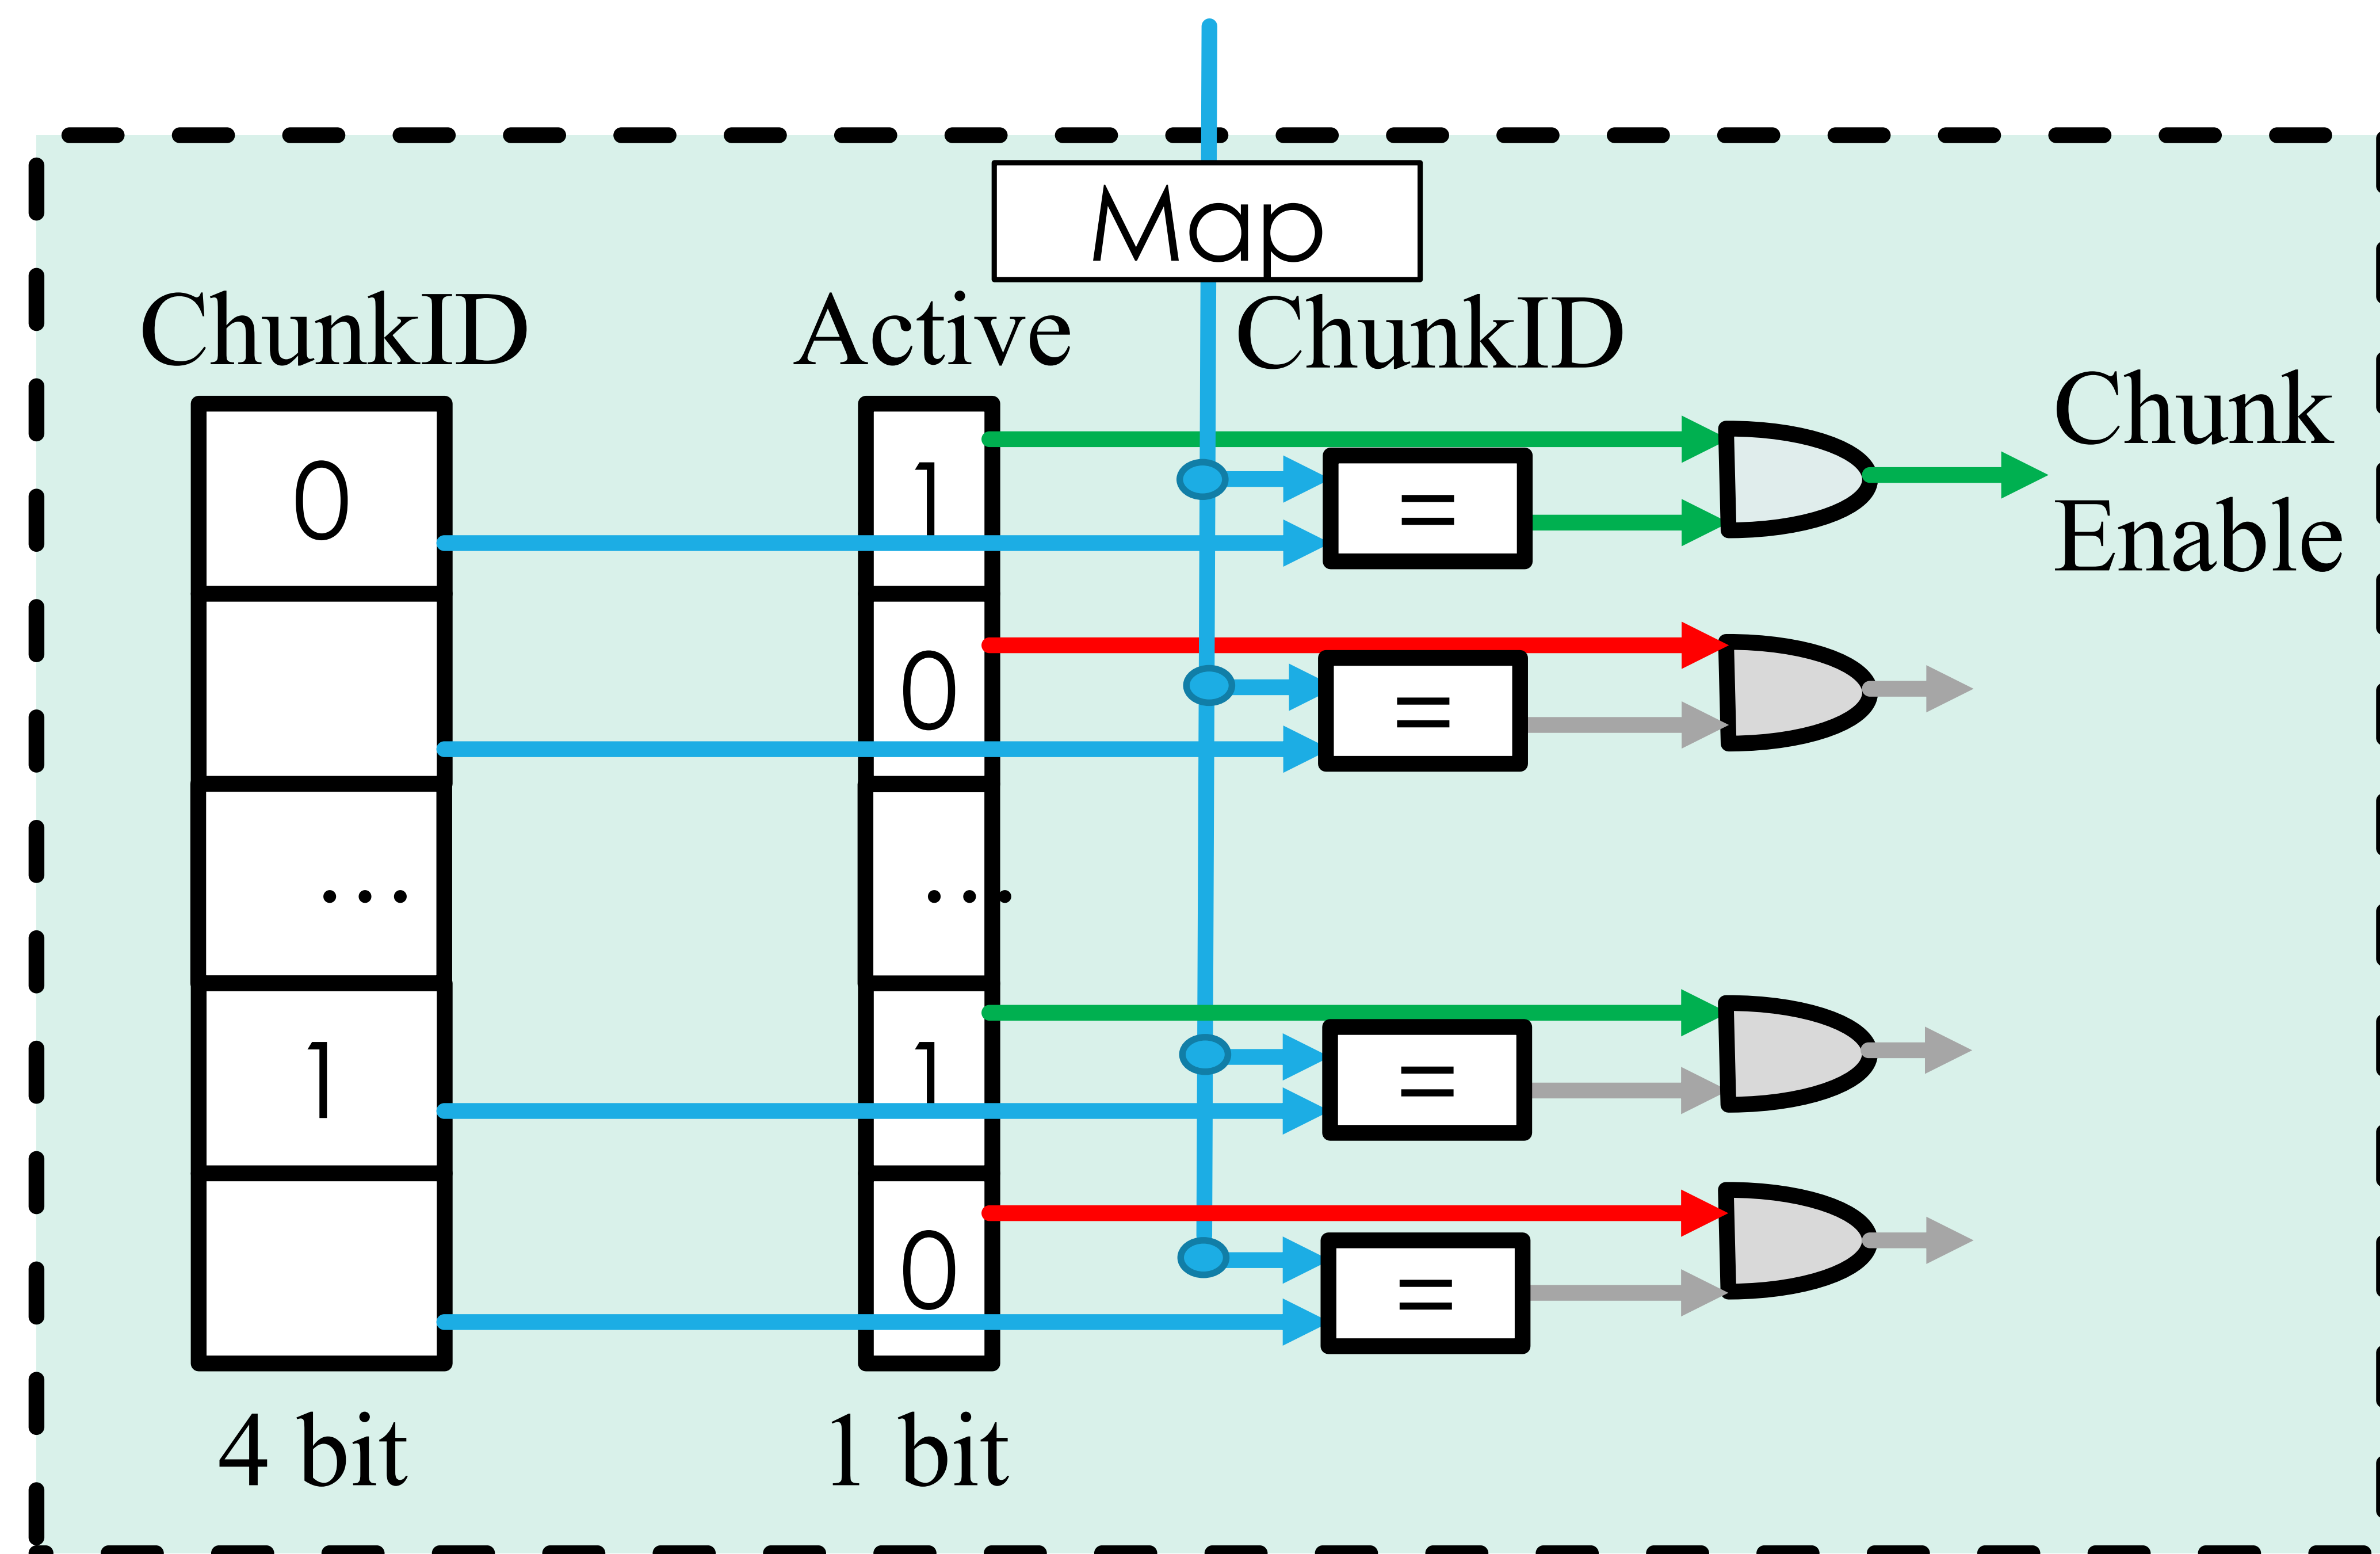 Map
ChunkID
Active
ChunkID
Chunk
Enable
0
1
=
0
=
...
...
1
1
=
0
=
4 bit
1 bit